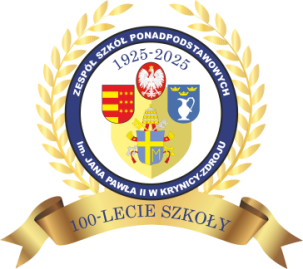 ZESPÓŁ SZKÓŁ PONADPODSTAWOWYCH
1925-2025
M
Im. JANA PAWŁA II W KRYNICY-ZDROJU
100-LECIE SZKOŁY